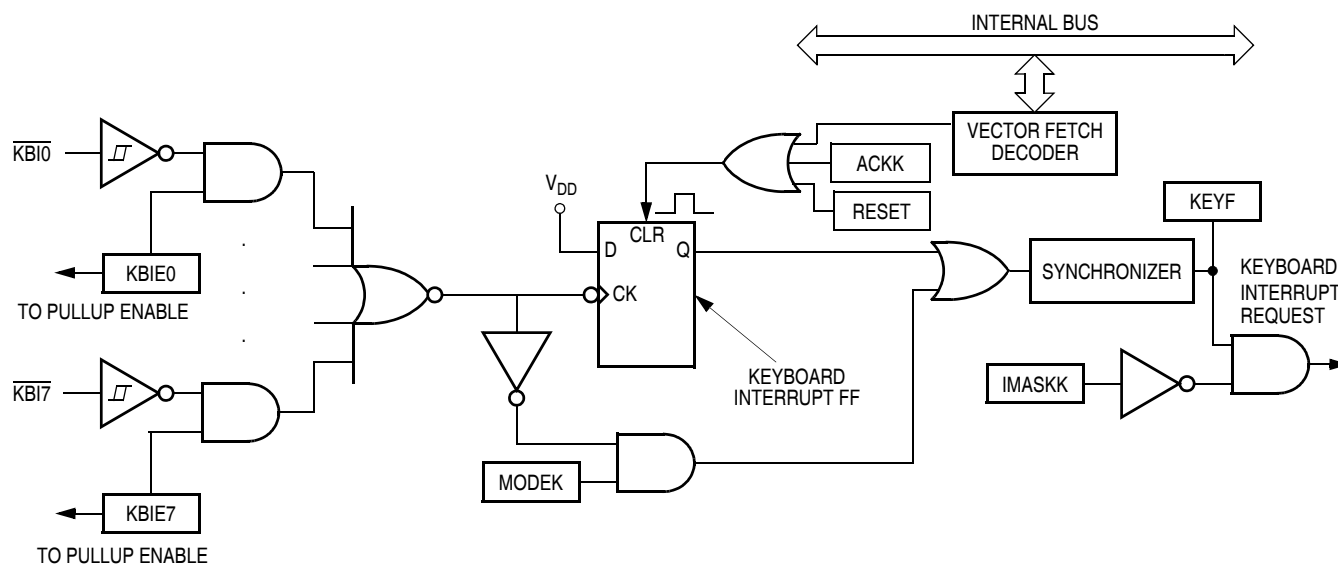 INTERNAL BUS
VECTOR FETCH
DECODER
ACKK
RESET
KBI0
KBIE0
TO PULLUP ENABLE
KBI7
KBIE7
TO PULLUP ENABLE
VDD
D
CLR
Q
CK
KEYBOARD
INTERRUPT FF
MODEK
SYNCHRONIZER
KEYF
IMASKK
KEYBOARD
INTERRUPT
REQUEST